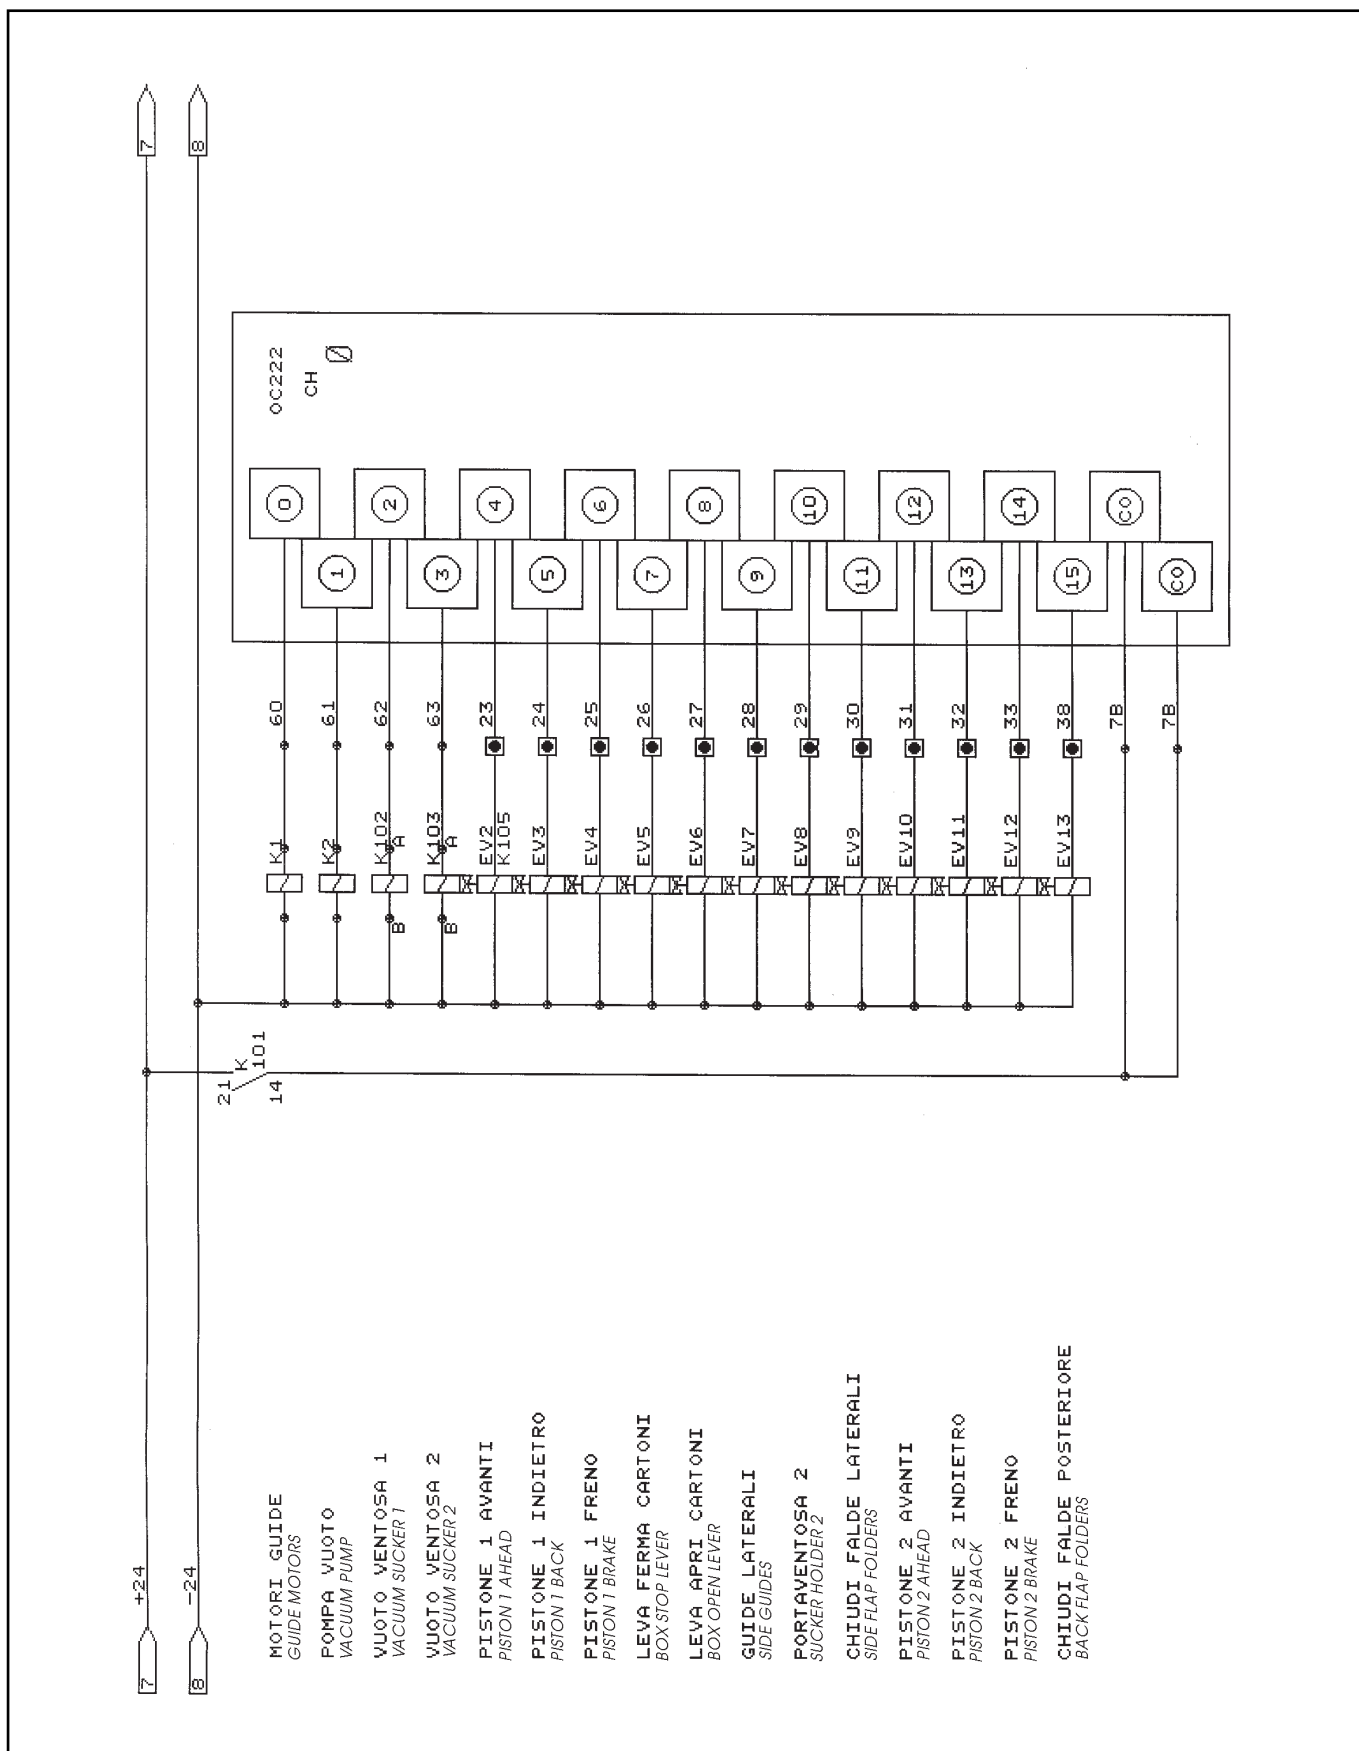 7
+24
7
8
-24
8
21
K
101
14
OC222
CH
0
MOTORI GUIDE
GUIDE MOTORS
K1
60
0
POMPA VUOTO
VACUUM PUMP
K2
61
1
VUOTO VENTOSA 1
VACUUM SUCKER 1
B
K102
A
62
2
VUOTO VENTOSA 2
VACUUM SUCKER 2
B
K103
A
63
3
PISTONE 1 AVANTI
PISTON 1 AHEAD
EV2
K105
23
4
PISTONE 1 INDIETRO
PISTON 1 BACK
EV3
24
5
PISTONE 1 FRENO
PISTON 1 BRAKE
EV4
25
6
LEVA FERMA CARTONI
BOX STOP LEVER
EV5
26
7
LEVA APRI CARTONI
BOX OPEN LEVER
EV6
27
8
GUIDE LATERALI
SIDE GUIDES
EV7
28
9
PORTAVENTOSA 2
SUCKER HOLDER 2
EV8
29
10
CHIUDI FALDE LATERALI
SIDE FLAP FOLDERS
EV9
30
11
PISTONE 2 AVANTI
PISTON 2 AHEAD
EV10
31
12
PISTONE 2 INDIETRO
PISTON 2 BACK
EV11
32
13
PISTONE 2 FRENO
PISTON 2 BRAKE
EV12
33
14
CHIUDI FALDE POSTERIORE
BACK FLAP FOLDERS
EV13
38
15
7B
CO
7B
CO